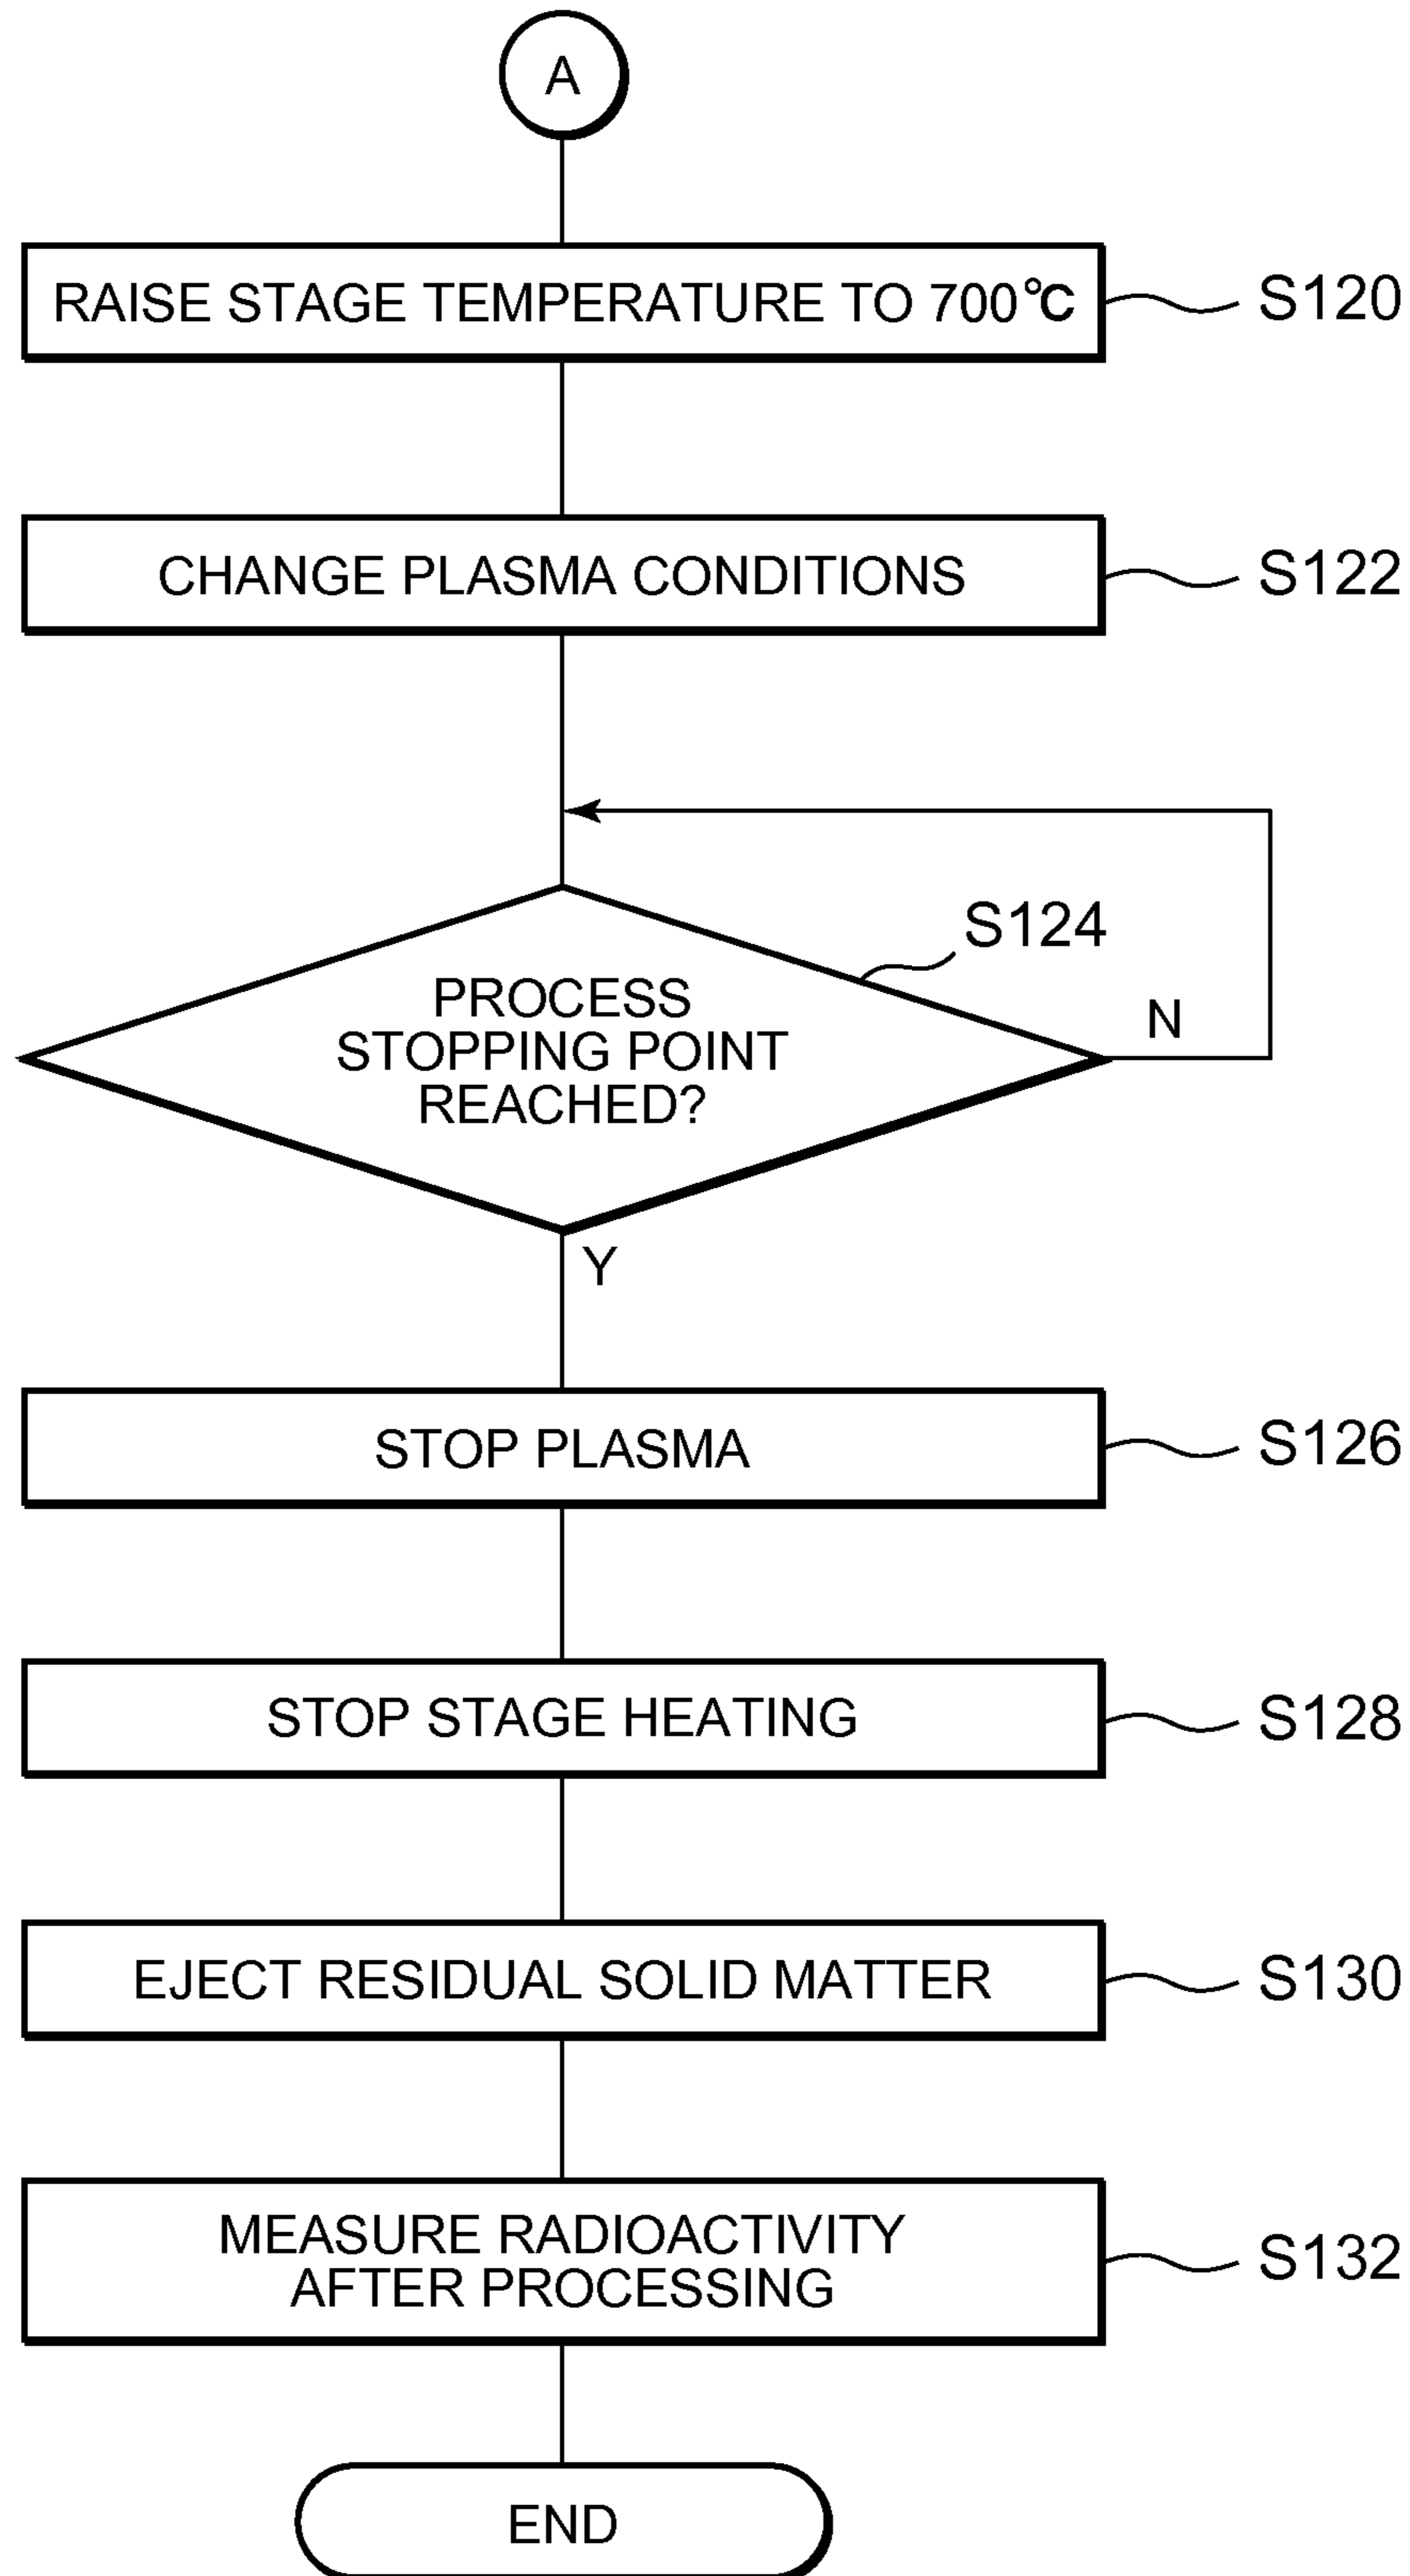 A
RAISE STAGE TEMPERATURE TO 700℃
S120
CHANGE PLASMA CONDITIONS
S122
S124
PROCESS
STOPPING POINT
REACHED?
N
Y
STOP PLASMA
S126
STOP STAGE HEATING
S128
EJECT RESIDUAL SOLID MATTER
S130
MEASURE RADIOACTIVITY
AFTER PROCESSING
S132
END